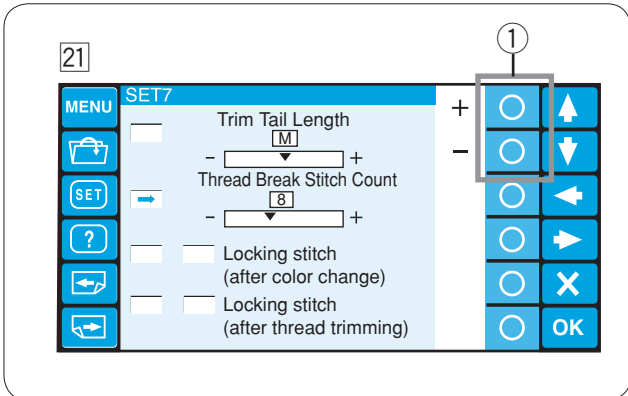 21
1
MENU
SET7
+
Trim Tail Length
M
- +
-
Thread Break Stitch Count
SET
8
- +
?
Locking stitch
(after color change)
X
Locking stitch
(after thread trimming)
OK